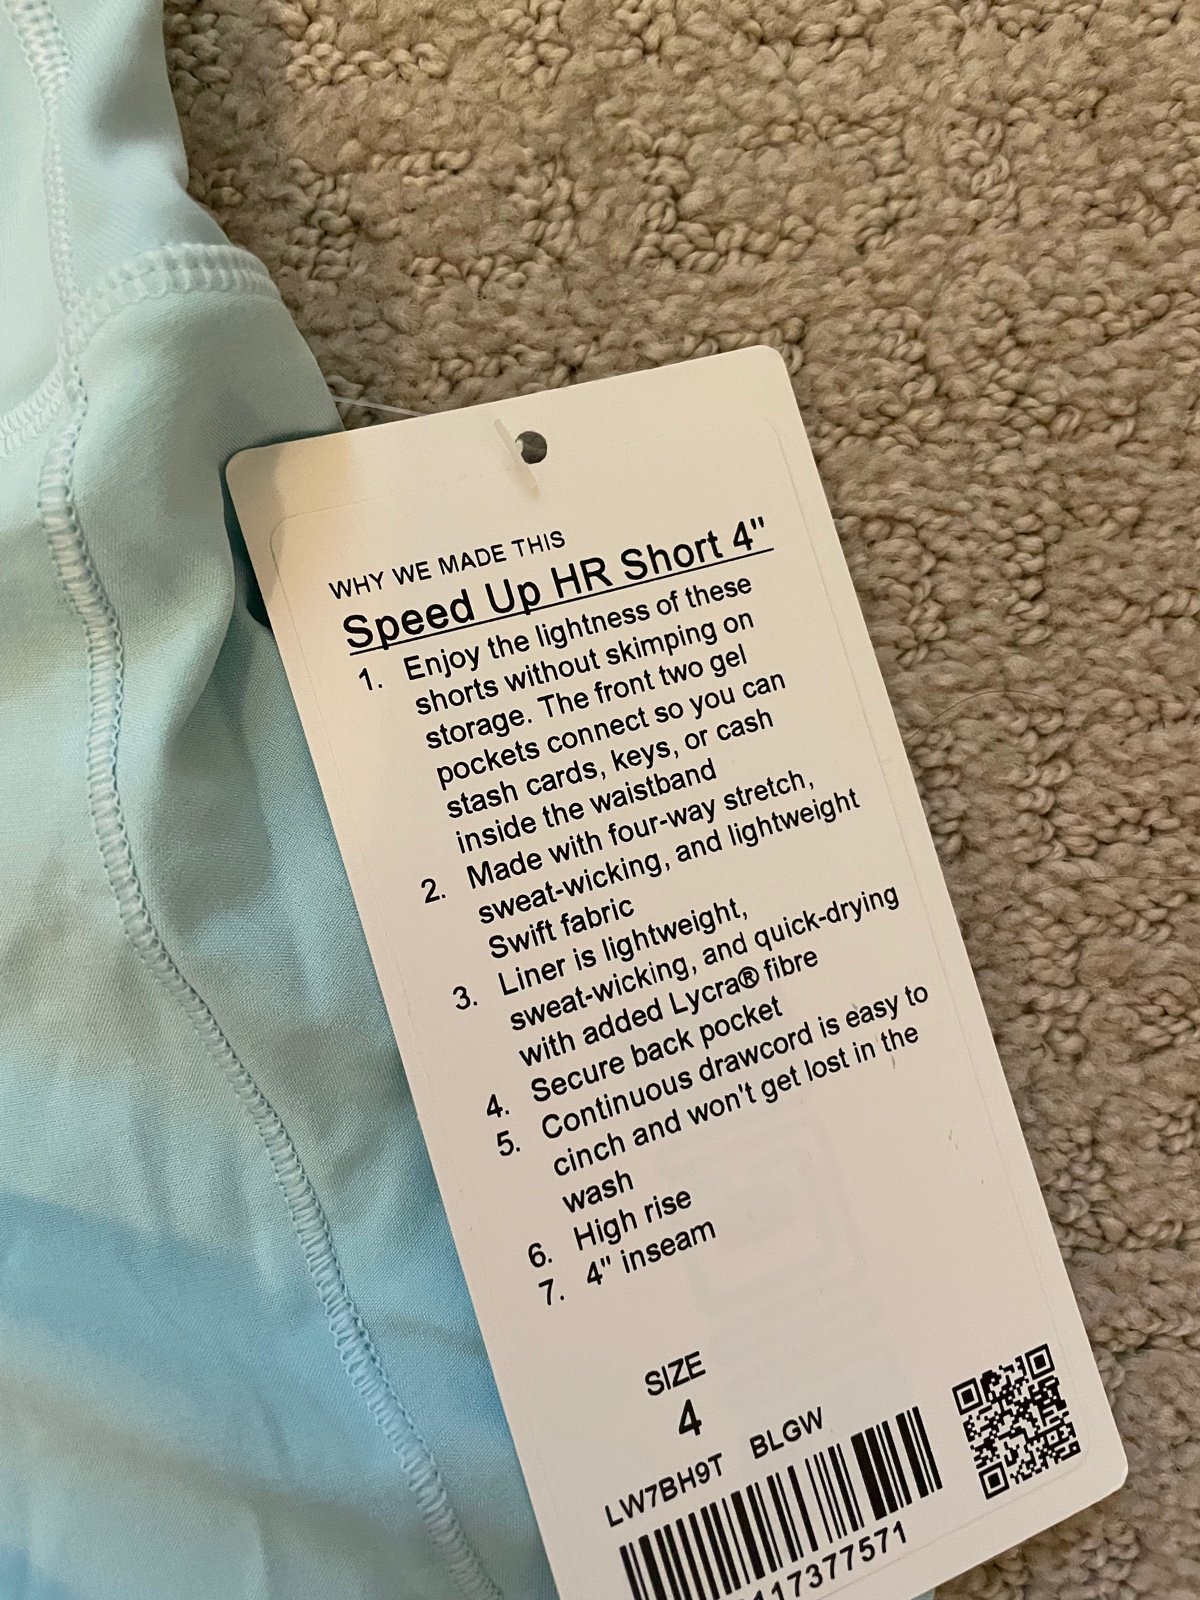 WHY WE MADE THIS
Speed Up HR Short 4"
1. Enjoy the lightness of these
shorts without skimping on
storage. The front two gel
pockets connect so you can
stash cards, keys, or cash
inside the waistband
2. Made with four-way stretch,
sweat-wicking, and lightweight
Swift fabric
3. Liner is lightweight,
sweat-wicking, and quick-drying
with added Lycra® fibre
4. Secure back pocket
5. Continuous drawcord is easy to
cinch and won't get lost in the
wash
6. High rise
7. 4" inseam
SIZE
4
LW7BH9T BLGW